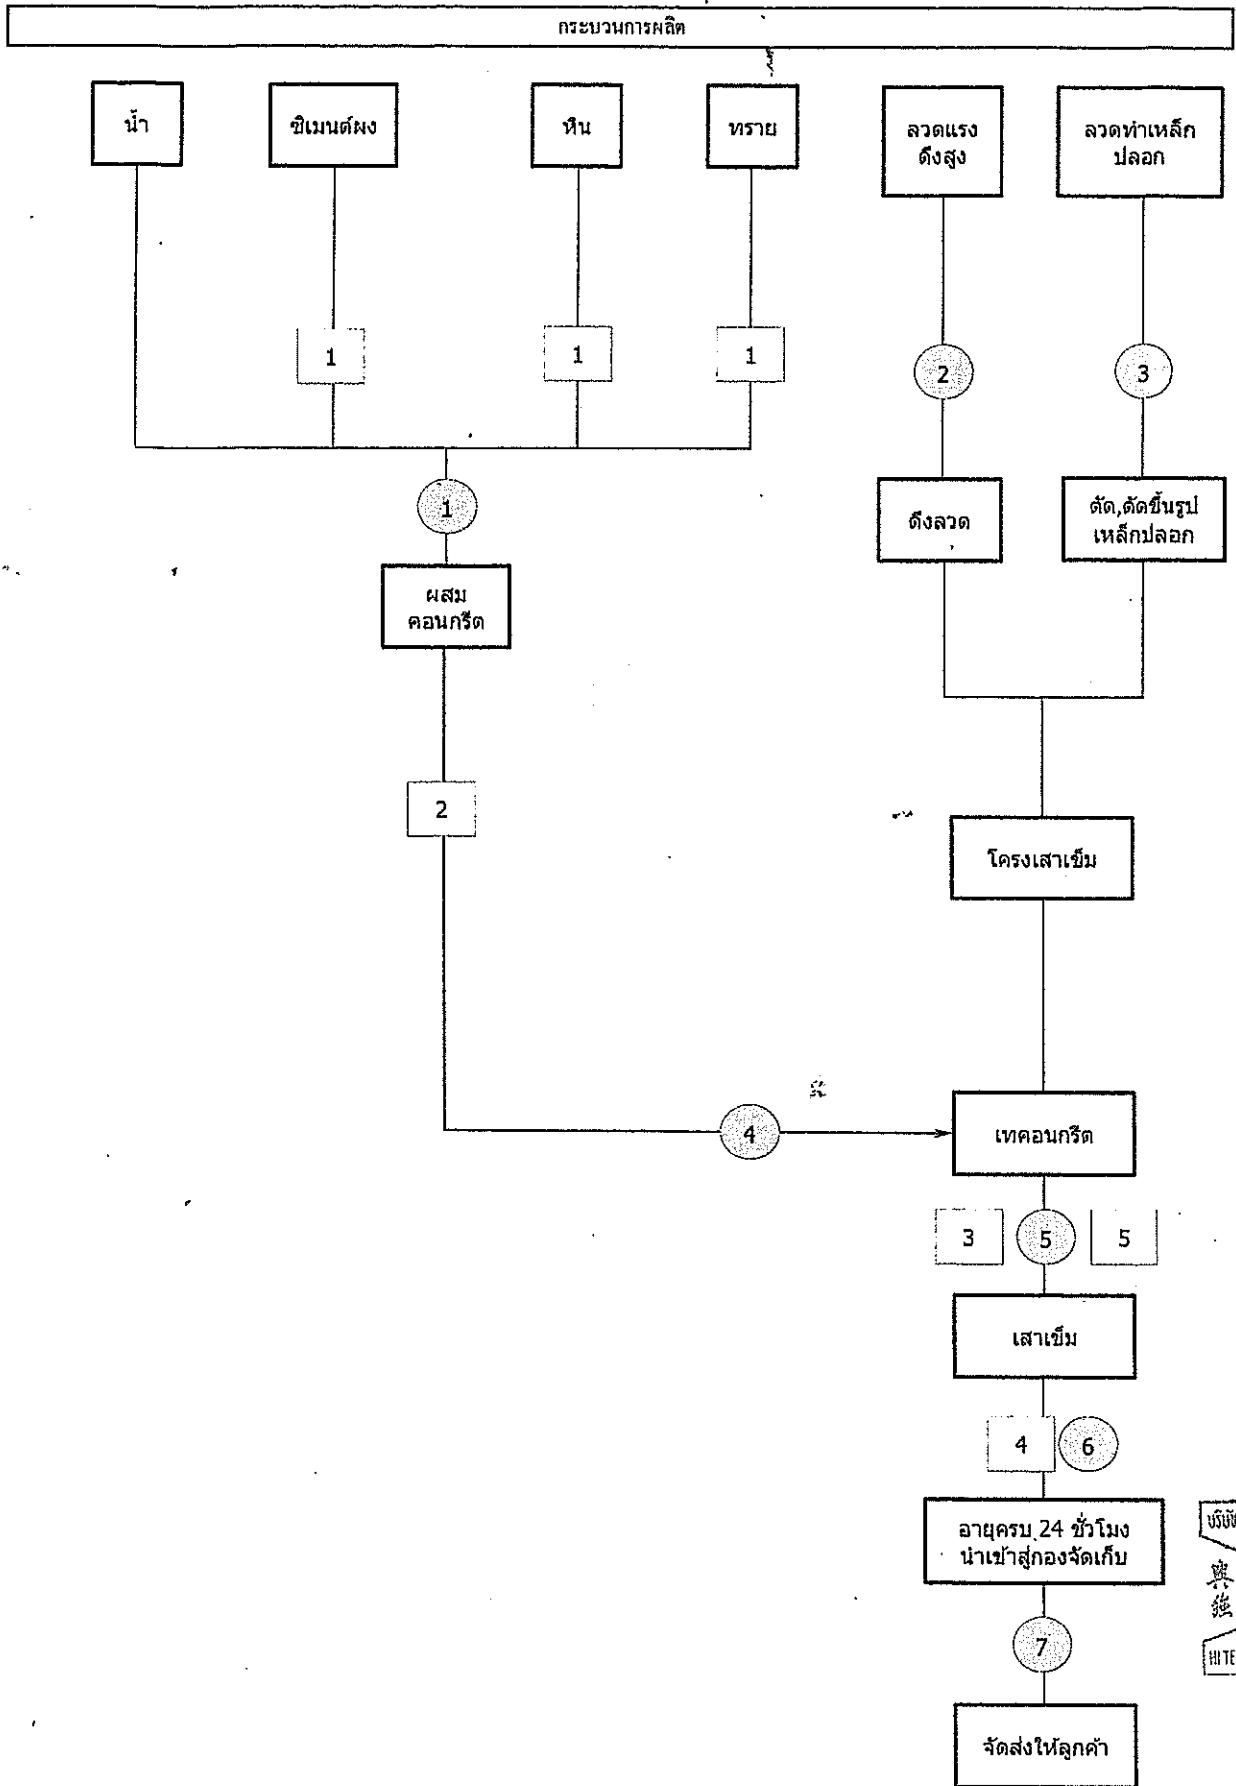 กระบวนการผลิต
น้ำ
ซิเมนต์ผง
หิน
ทราย
ลวดแรง
ดึงสูง
ลวดทำเหล็ก
ปลอก
1
1
1
2
3
1
ดึงลวด
ตัด,ดัดขึ้นรูป
เหล็กปลอก
ผสม
คอนกรีต
2
โครงเสาเข็ม
4
เทคอนกรีต
3
5
5
เสาเข็ม
4
6
อายุครบ 24 ชั่วโมง
นำเข้าสู่กองจัดเก็บ
7
จัดส่งให้ลูกค้า